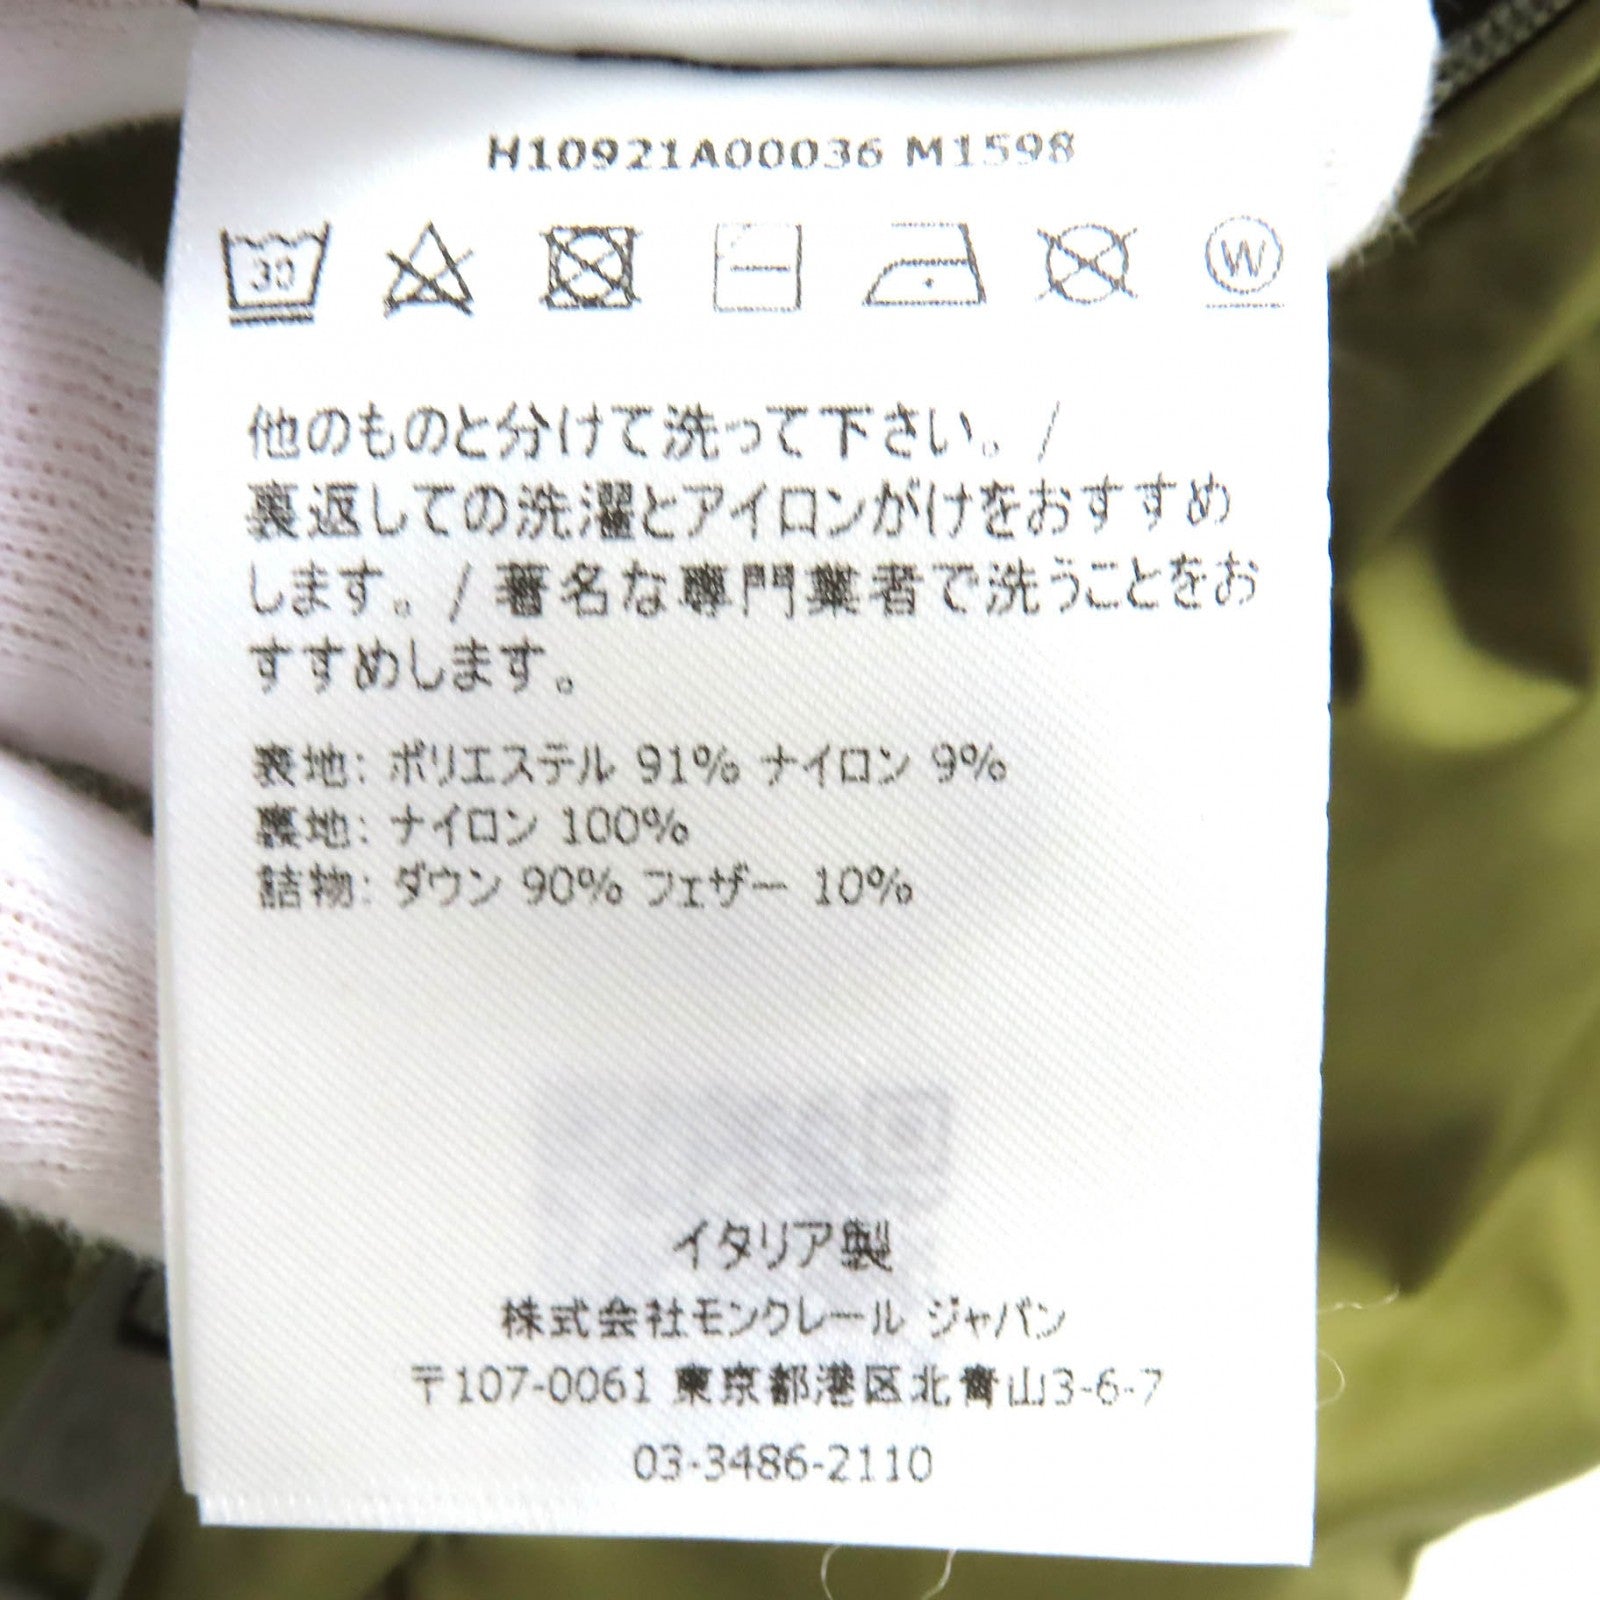 H10921A00036 M1598
30
W
他のものと分けて洗って下さい。/
裏返しての洗濯とアイロンがけをおすすめ
します。/ 著名な専門業者で洗うことをお
すすめします。
表地: ポリエステル 91% ナイロン 9%
裏地: ナイロン 100%
詰物: ダウン 90% フェザー 10%
イタリア製
株式会社モンクレール ジャパン
〒107-0061 東京都港区北青山3-6-7
03-3486-2110